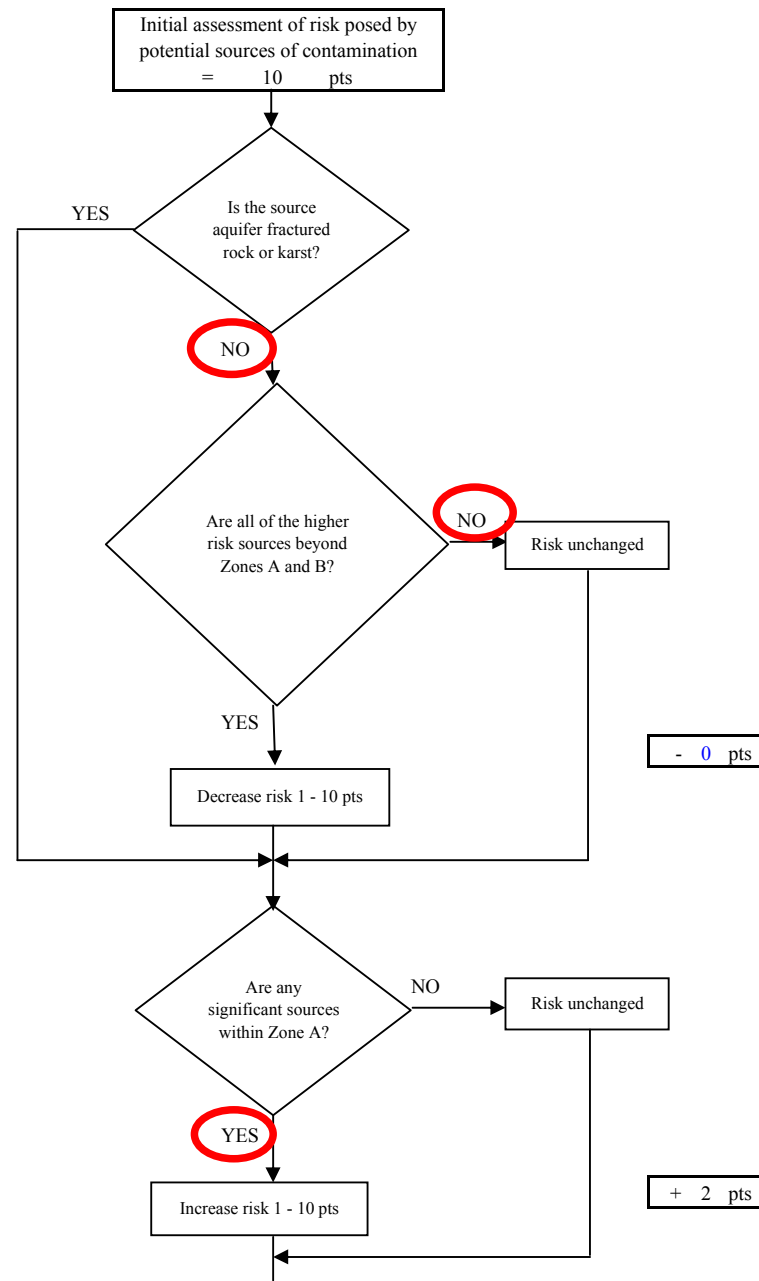 Initial assessment of risk posed by
potential sources of contamination
= 10 pts
YES
Is the source
aquifer fractured
rock or karst?
NO
Are all of the higher
risk sources beyond
Zones A and B?
NO
Risk unchanged
YES
- 0 pts
Decrease risk 1 - 10 pts
Are any
significant sources
within Zone A?
NO
Risk unchanged
YES
Increase risk 1 - 10 pts
+ 2 pts